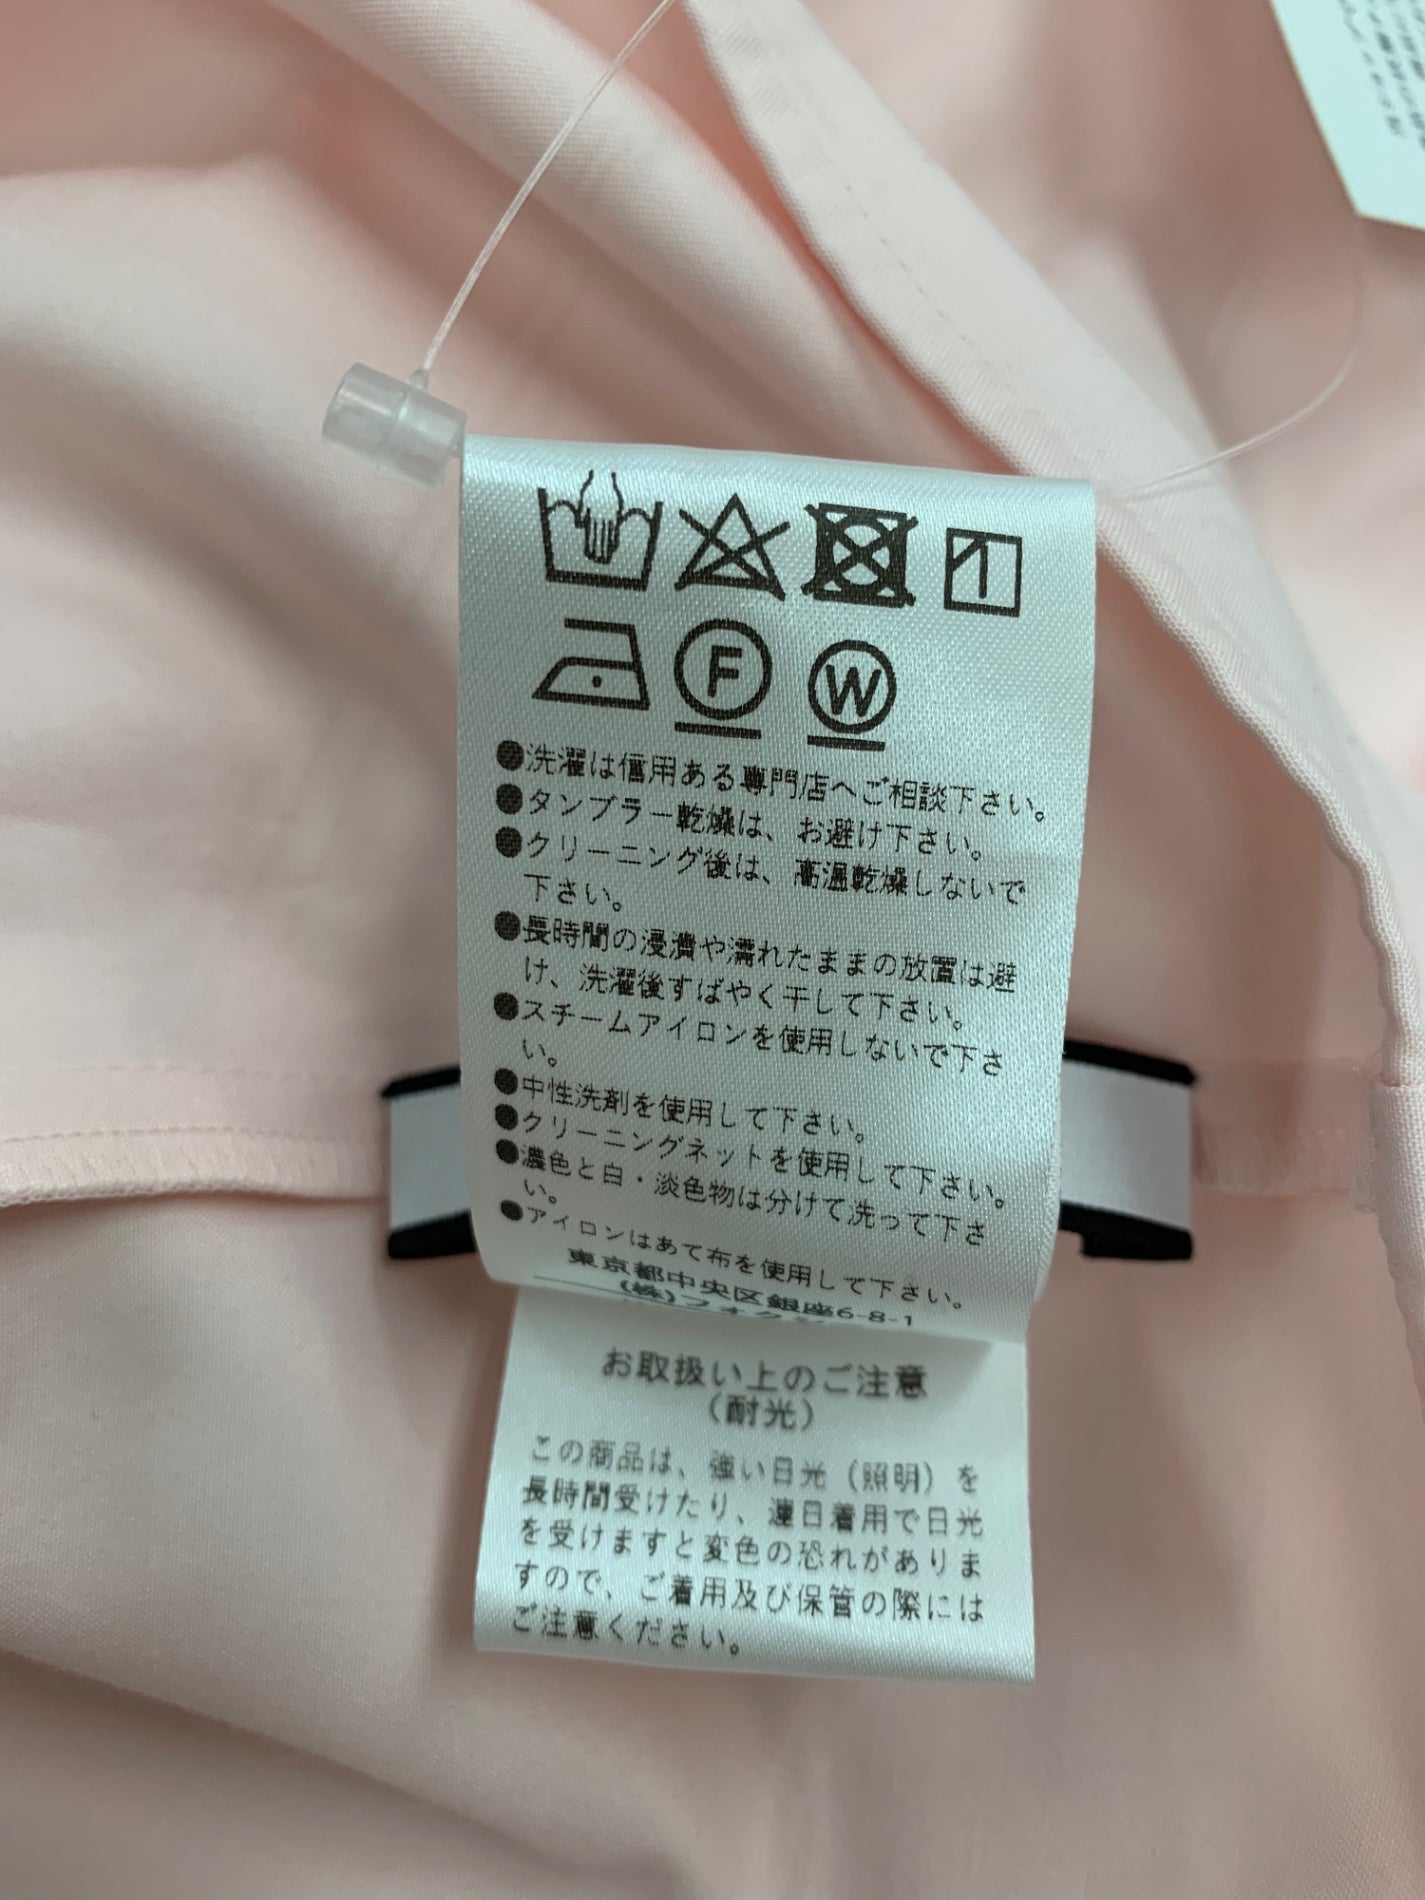 F W
●洗濯は信用ある専門店へご相談下さい。
●タンブラー乾燥は、お避け下さい。
●クリーニング後は、高温乾燥しないで
下さい。
●長時間の浸漬や濡れたままの放置は避
け、洗濯後すばやく干して下さい。
●スチームアイロンを使用しないで下さ
い。
●中性洗剤を使用して下さい。
●クリーニングネットを使用して下さい。
●濃色と白・淡色物は分けて洗って下さ
い。
●アイロンはあて布を使用して下さい。
東京都中央区銀座6-8-1
(株)フォク
お取扱い上のご注意
(耐光)
この商品は、強い日光(照明)を
長時間受けたり、連日着用で日光
を受けますと変色の恐れがありま
すので、ご着用及び保管の際には
ご注意ください。